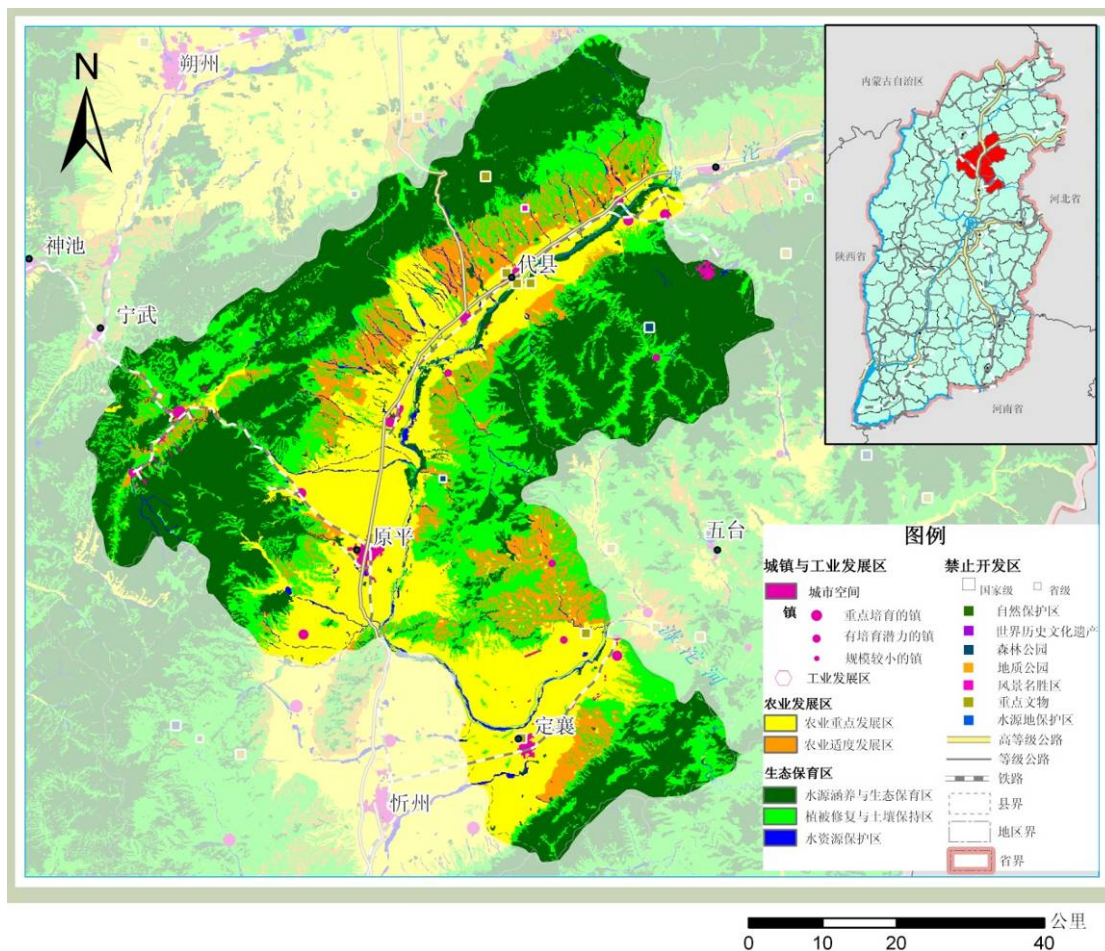 N
朔州
神池
宁武
代县
滹
沱
原平
五台
滹沱河
定襄
忻州
内蒙古自治区
河北省
陕西省
河南省
图例
城镇与工业发展区
城市空间
镇
重点培育的镇
有培育潜力的镇
规模较小的镇
工业发展区
农业发展区
农业重点发展区
农业适度发展区
生态保育区
水源涵养与生态保育区
植被修复与土壤保持区
水资源保护区
禁止开发区
国家级
省级
自然保护区
世界历史文化遗产
森林公园
地质公园
风景名胜区
重点文物
水源地保护区
高等级公路
等级公路
铁路
县界
地区界
省界
公里
0 10 20 40